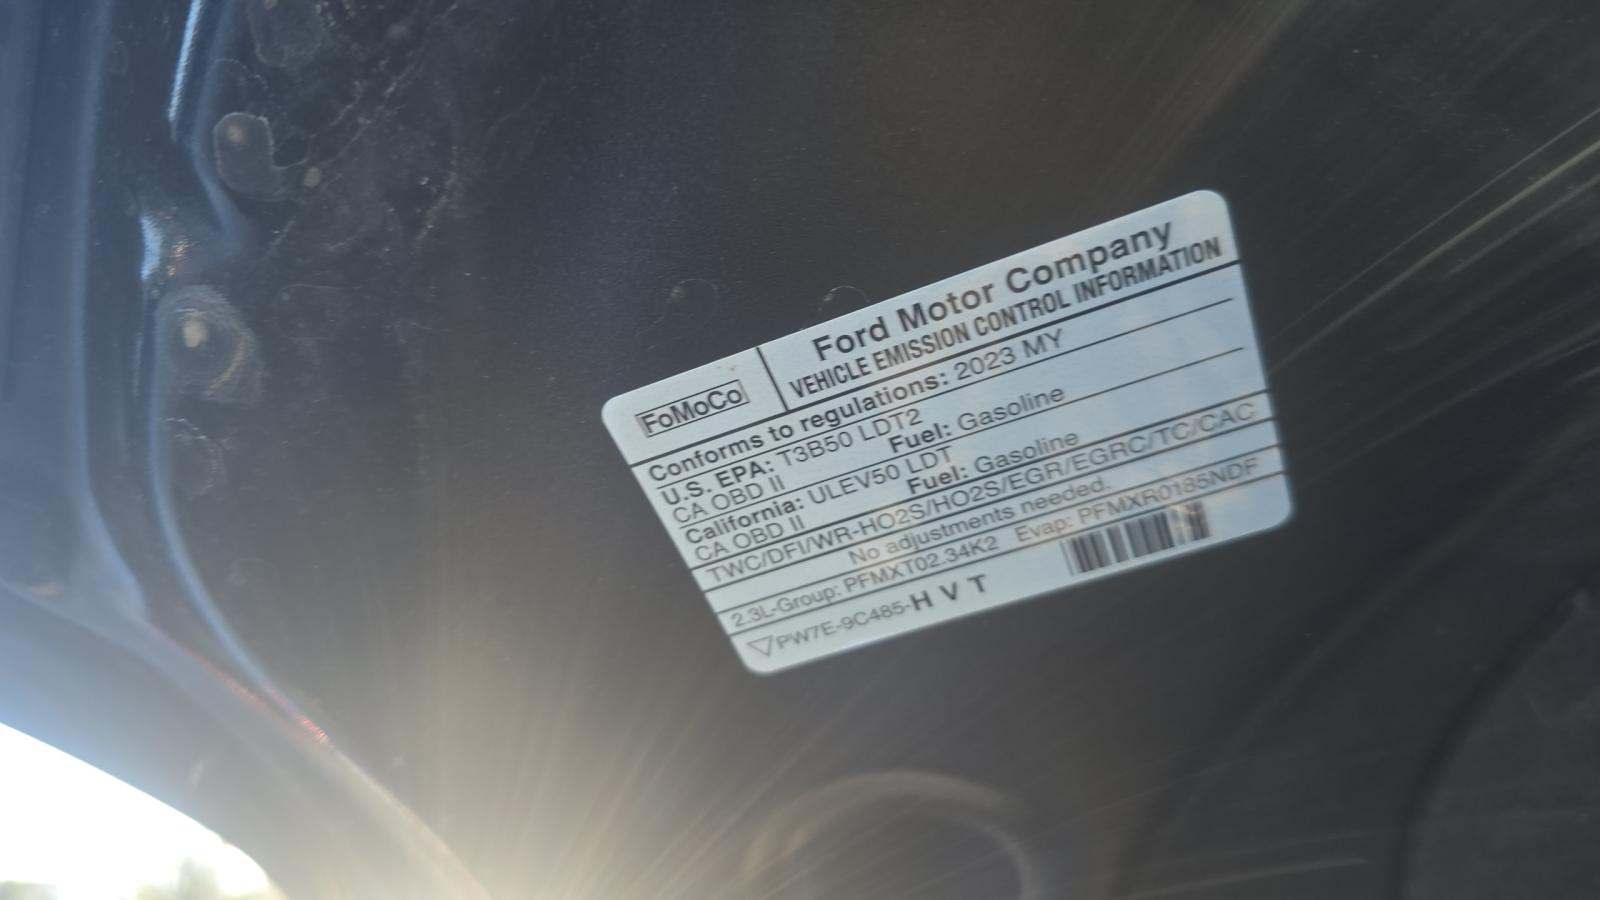 FoMoCo
Ford Motor Company
VEHICLE EMISSION CONTROL INFORMATION
Conforms to regulations: 2023 MY
U.S. EPA: T3B50 LDT2
CA OBD II Fuel: Gasoline
California: ULEV50 LDT
CA OBD II Fuel: Gasoline
TWC/DFI/WR-HO2S/HO2S/EGR/EGRC/TC/CAC
No adjustments needed.
2.3L-Group: PFMXT02.34K2 Evap: PFMXR0185NDF
PW7E-9C485-H V T